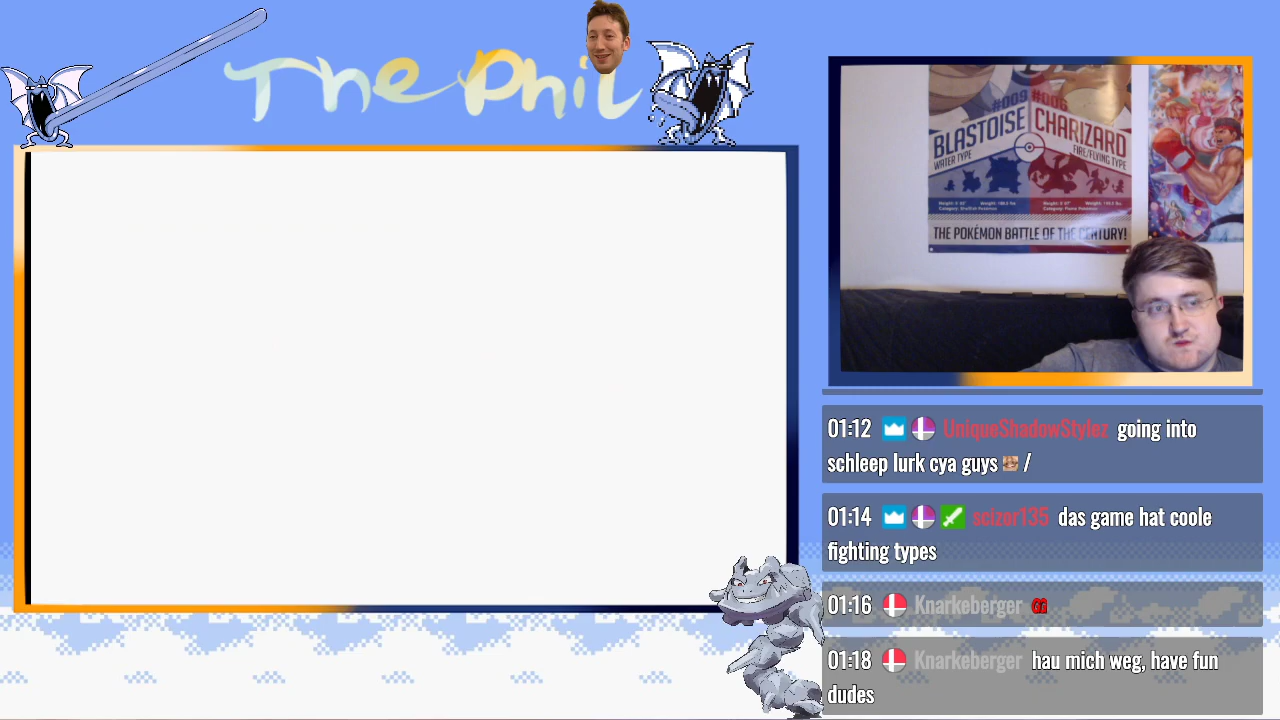 The Phil
#009 #006
BLASTOISE CHARIZARD
WATER TYPE FIRE/FLYING TYPE
THE POKÉMON BATTLE OF THE CENTURY!
01:12 UniqueShadowStylez going into
schleep lurk cya guys /
01:14 scizor135 das game hat coole
fighting types
01:16 Knarkeberger
01:18 Knarkeberger hau mich weg, have fun
dudes